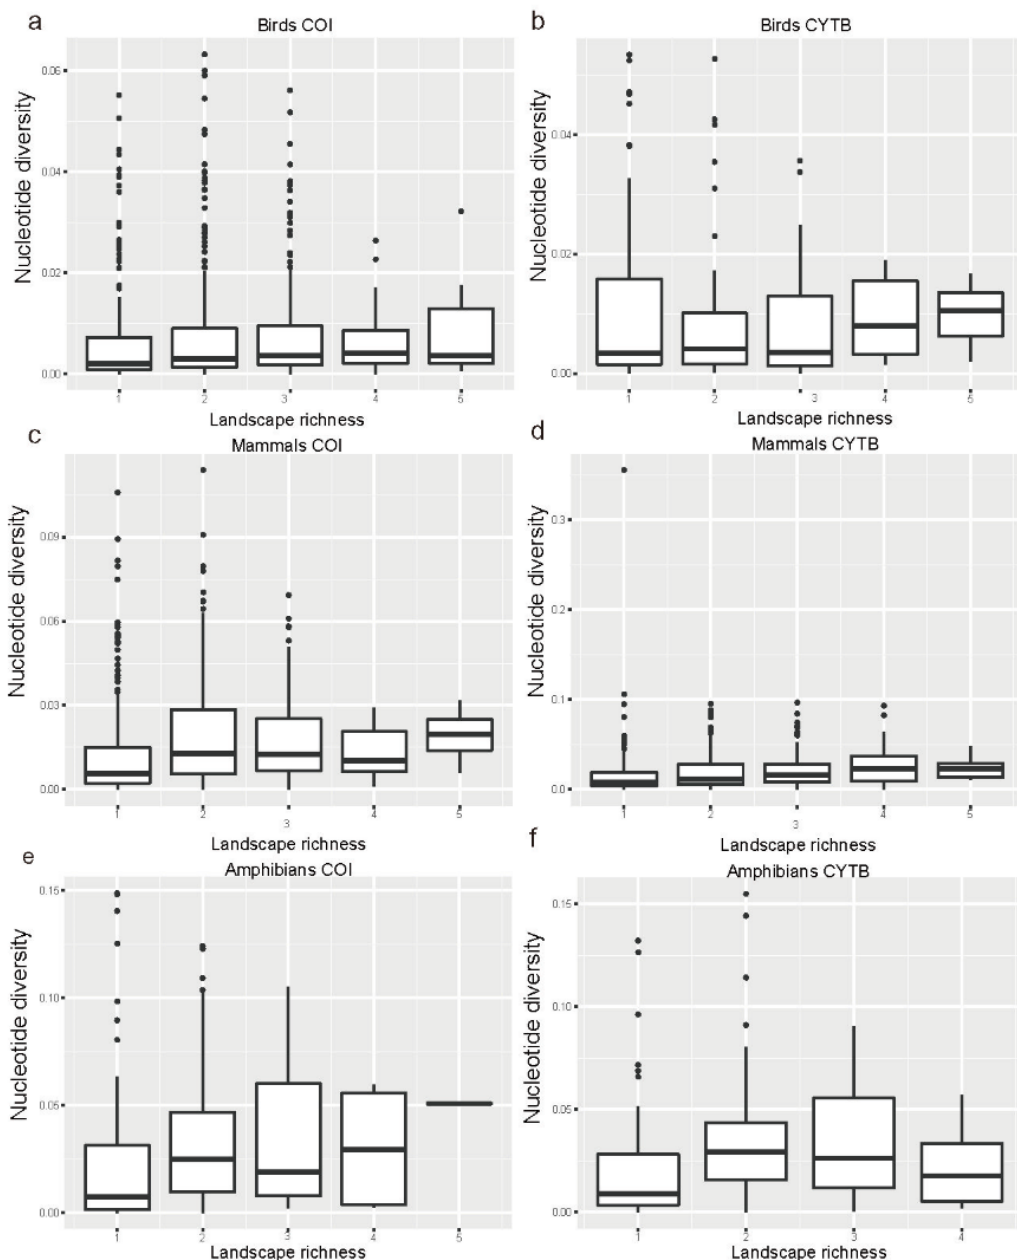 a
Birds COI
Nucleotide diversity
0.06
0.04
0.02
0.00
1 2 3 4 5
Landscape richness
b
Birds CYTB
Nucleotide diversity
0.04
0.02
0.00
1 2 3 4 5
Landscape richness
c
Mammals COI
Nucleotide diversity
0.09
0.06
0.03
0.00
1 2 3 4 5
Landscape richness
d
Mammals CYTB
Nucleotide diversity
0.3
0.2
0.1
0.0
1 2 3 4 5
Landscape richness
e
Amphibians COI
Nucleotide diversity
0.15
0.10
0.05
0.00
1 2 3 4 5
Landscape richness
f
Amphibians CYTB
Nucleotide diversity
0.15
0.10
0.05
0.00
1 2 3 4
Landscape richness